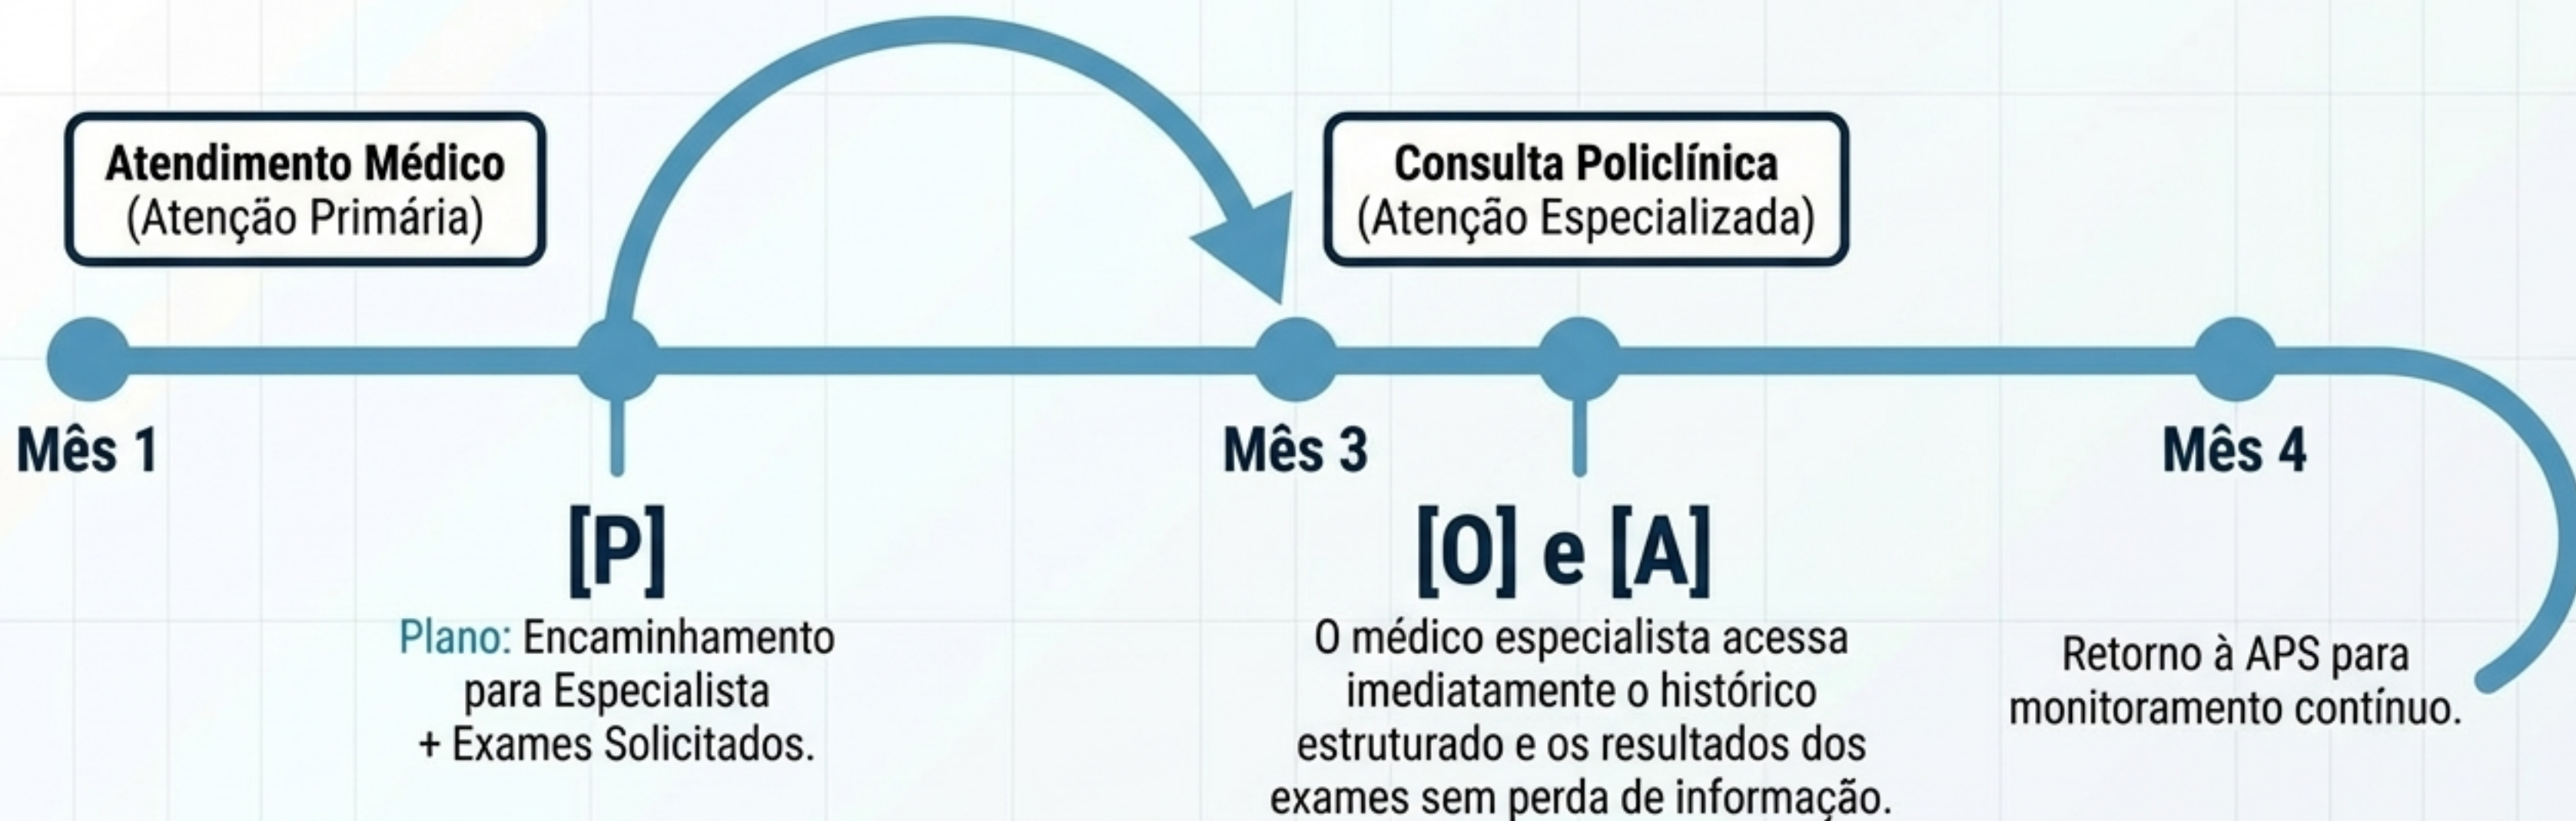 Atendimento Médico
(Atenção Primária)
Consulta Policlínica
(Atenção Especializada)
Mês 1
Mês 3
Mês 4
[P]
Plano: Encaminhamento
para Especialista
+ Exames Solicitados.
[O] e [A]
O médico especialista acessa
imediatamente o histórico
estruturado e os resultados dos
exames sem perda de informação.
Retorno à APS para
monitoramento contínuo.